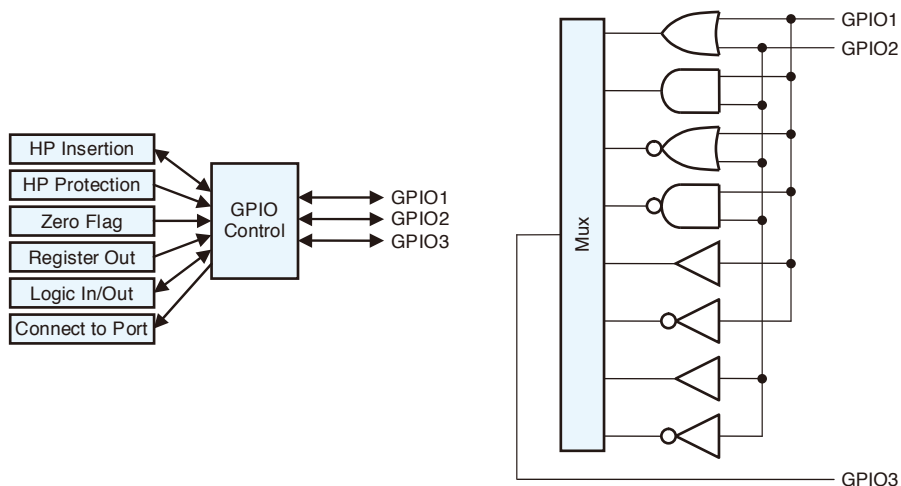 HP Insertion
HP Protection
Zero Flag
Register Out
Logic In/Out
Connect to Port
GPIO
Control
GPIO1
GPIO2
GPIO3
Mux
GPIO1
GPIO2
GPIO3